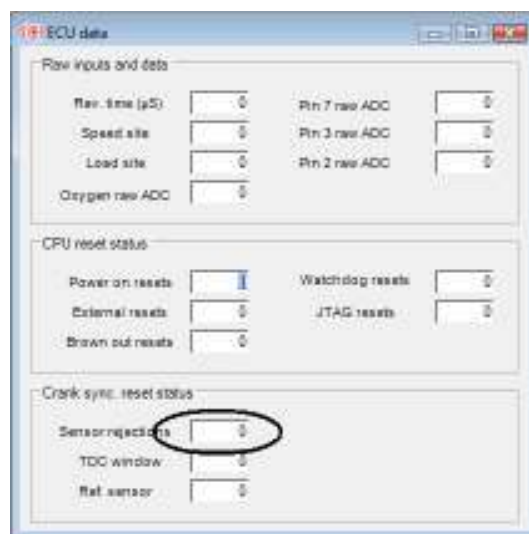 ECU data
Raw inputs and data
Rev. time (µS) 0 Pin 7 raw ADC 0
Speed site 0 Pin 3 raw ADC 0
Load site 0 Pin 2 raw ADC 0
Oxygen raw ADC 0
CPU reset status
Power on resets Watchdog resets 0
External resets 0 JTAG resets 0
Brown out resets 0
Crank sync. reset status
Sensor rejections 0
TDC window 0
Ref. sensor 0